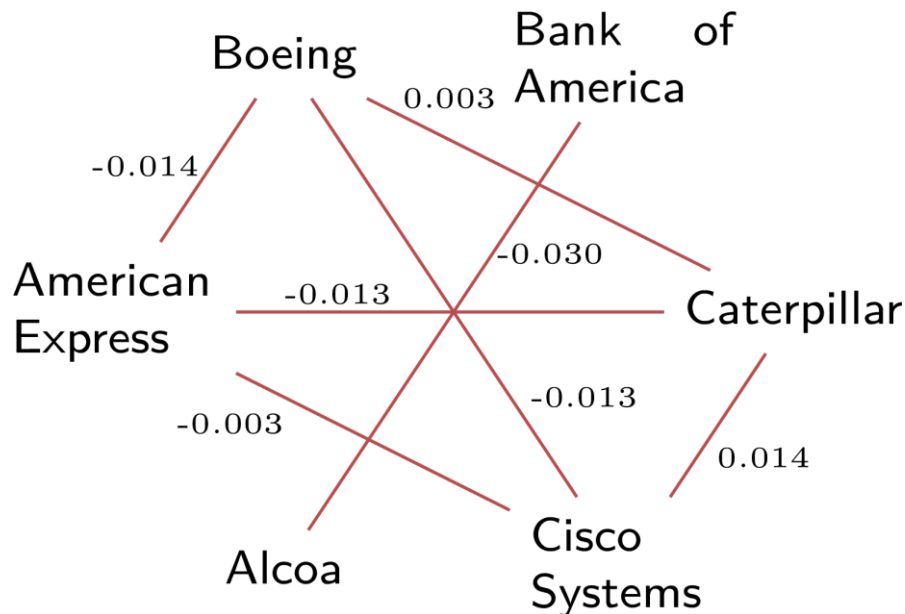 Bank of
America
Boeing
0.003
-0.014
-0.030
American
Express
-0.013
Caterpillar
-0.013
-0.003
0.014
Cisco
Systems
Alcoa